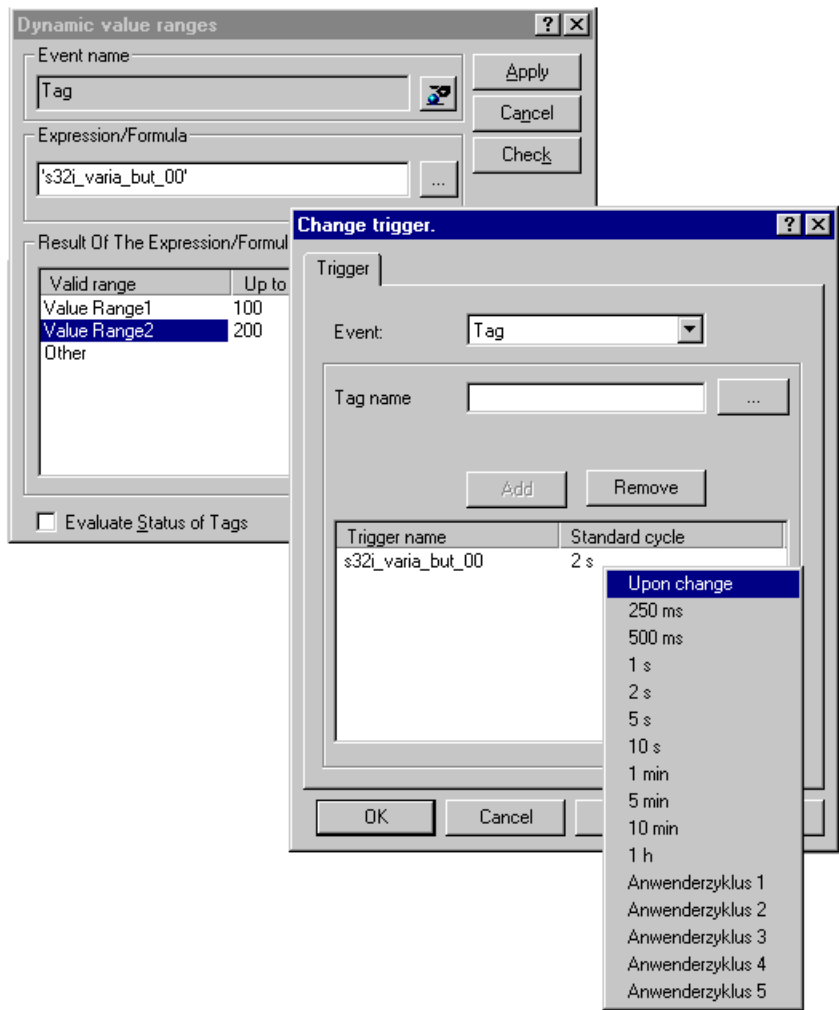 Dynamic value ranges
Event name
Tag
Apply
Cancel
Check
Expression/Formula
's32i_varia_but_00'
...
Result Of The Expression/Formul
Valid range Up to
Value Range1 100
Value Range2 200
Other
Evaluate Status of Tags
Change trigger.
Trigger
Event: Tag
Tag name
...
Add Remove
Trigger name Standard cycle
s32i_varia_but_00 2 s
Upon change
250 ms
500 ms
1 s
2 s
5 s
10 s
1 min
5 min
10 min
1 h
Anwenderzyklus 1
Anwenderzyklus 2
Anwenderzyklus 3
Anwenderzyklus 4
Anwenderzyklus 5
OK Cancel